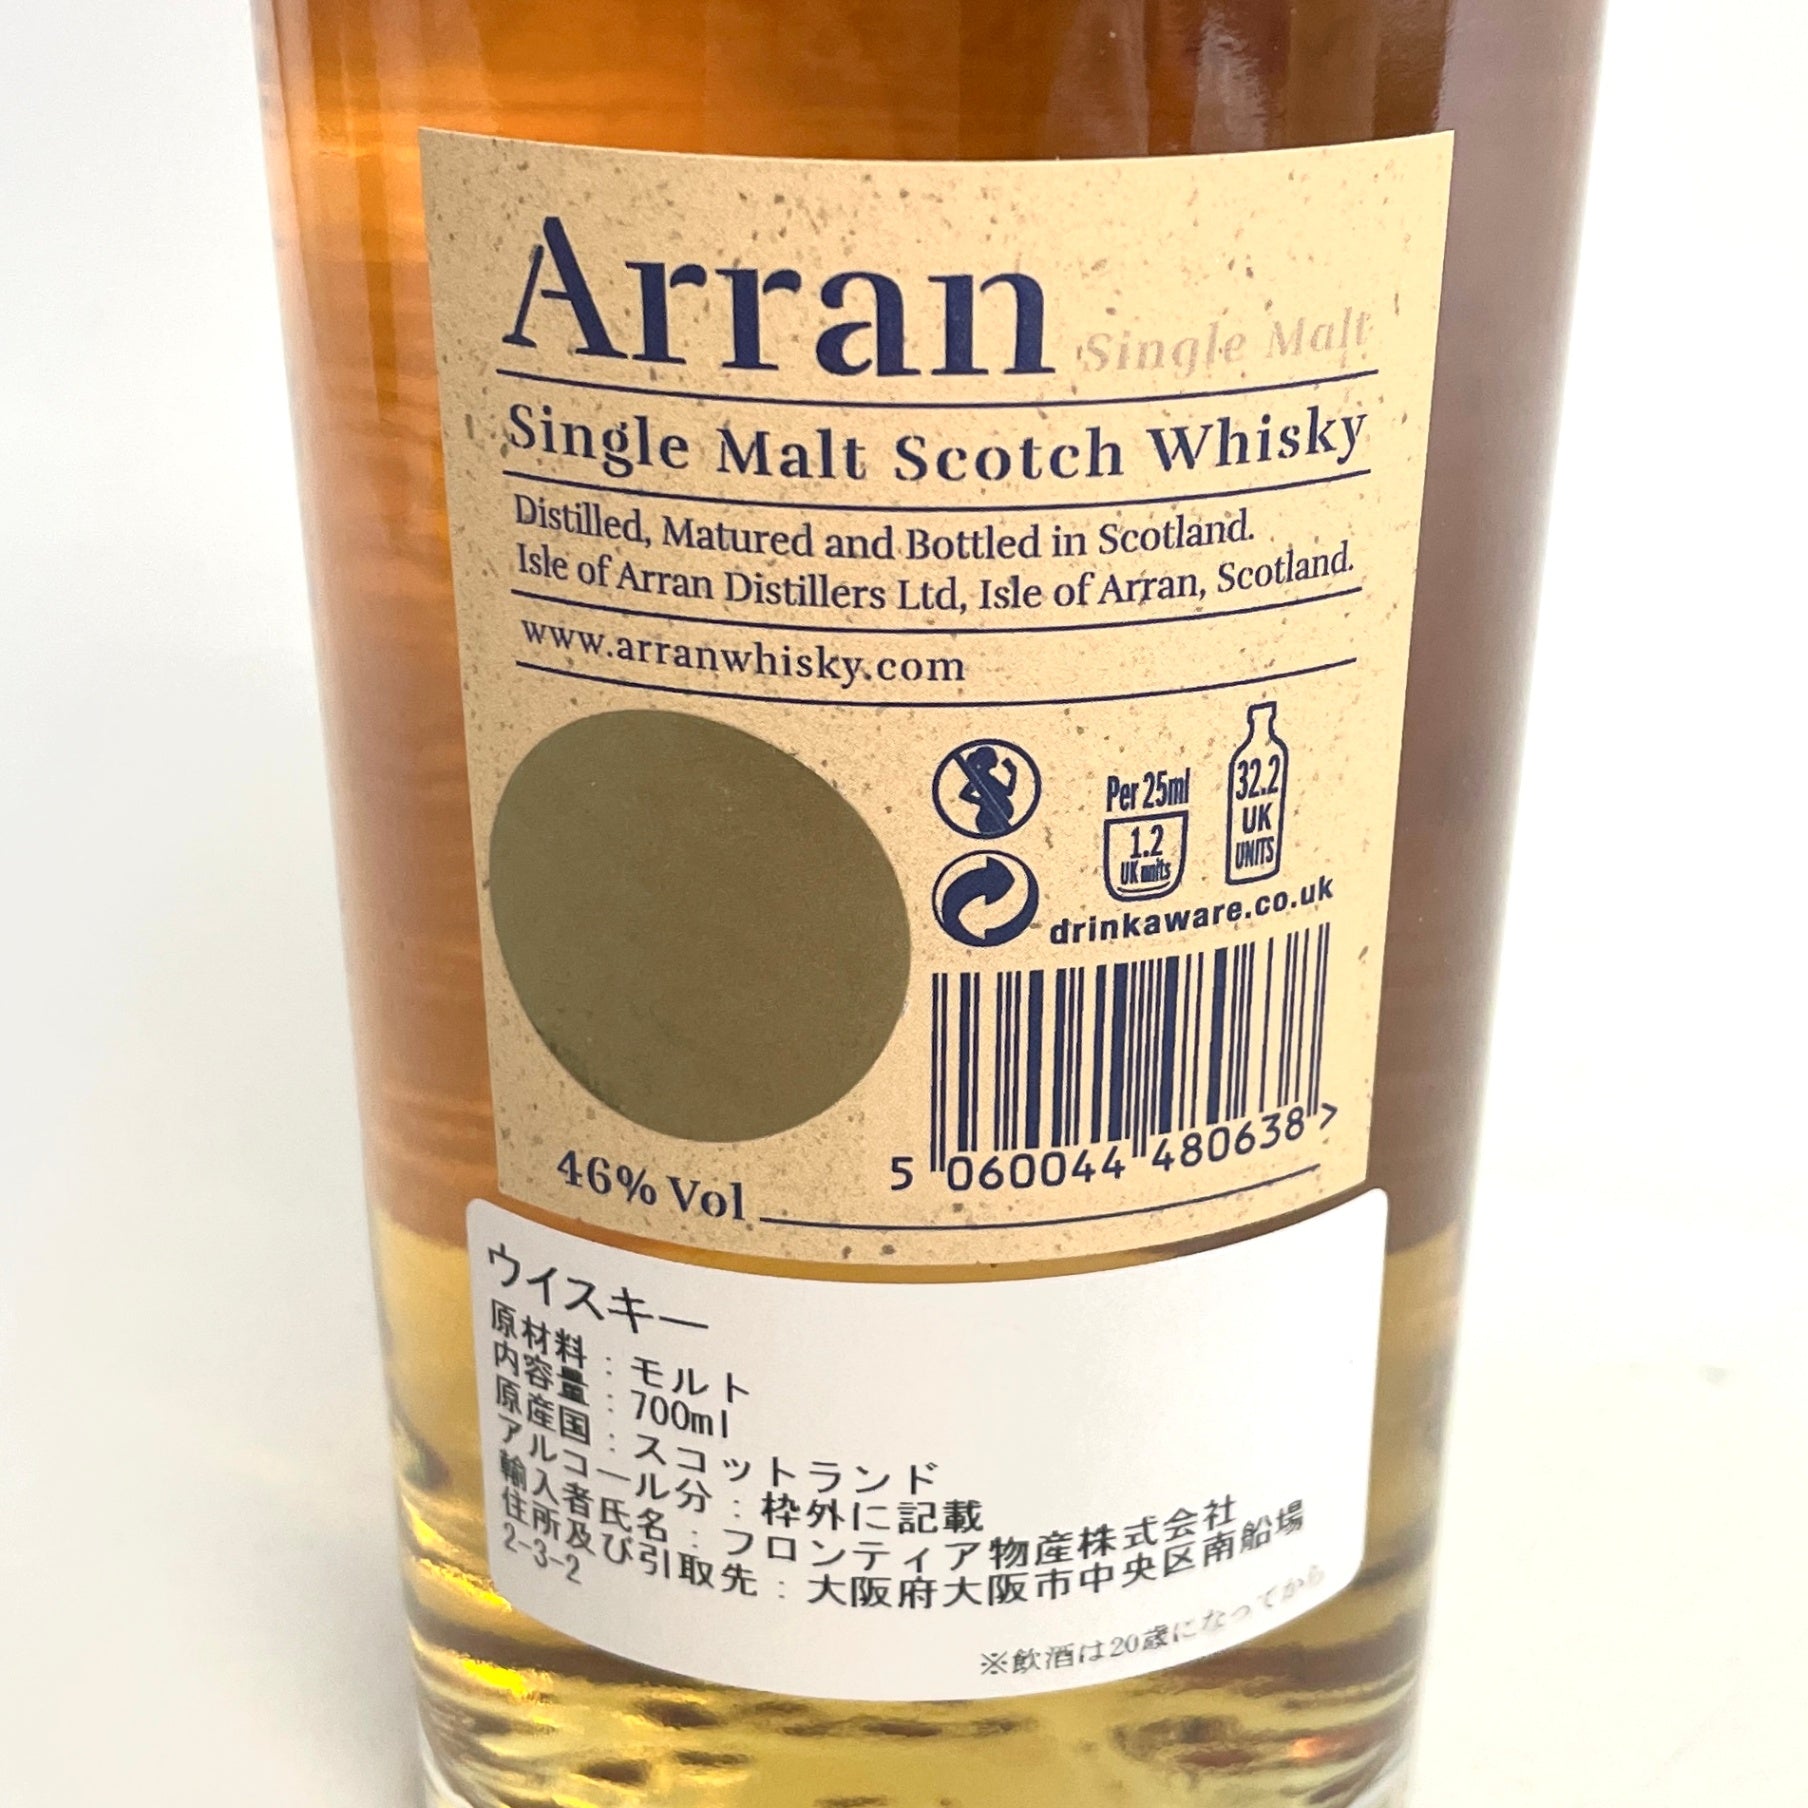 Arran Single Malt
Single Malt Scotch Whisky
Distilled, Matured and Bottled in Scotland.
Isle of Arran Distillers Ltd, Isle of Arran, Scotland.
www.arranwhisky.com
Per 25ml
1.2
UK units
32.2
UK
UNITS
drinkaware.co.uk
5 060044 480638 >
46% Vol
ウイスキー
原材料:モルト
内容量:700ml
原産国:スコットランド
アルコール分:枠外に記載
輸入者氏名:フロンティア物産株式会社
住所及び引取先:大阪府大阪市中央区南船場
2-3-2
※飲酒は20歳になってから